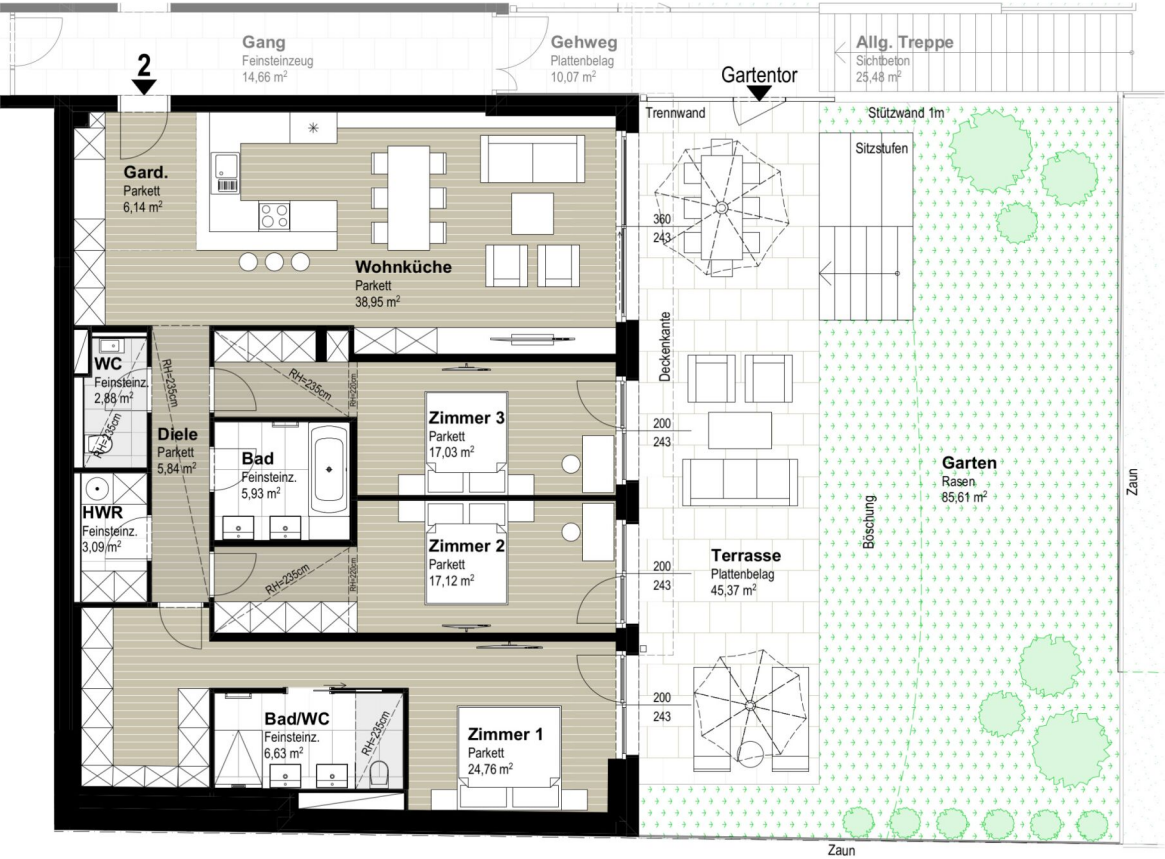 Gang
Feinsteinzeug
14,66 m²
Gehweg
Plattenbelag
10,07 m²
Allg. Treppe
Sichtbeton
25,48 m²
2
Gartentor
Trennwand
Stützwand 1m
Sitzstufen
Gard.
Parkett
6,14 m²
Wohnküche
Parkett
38,95 m²
360
243
Deckenkante
WC
Feinsteinz.
2,88 m²
RH=235cm
RH=235cm
Diele
Parkett
5,84 m²
RH=235cm
RH=220cm
Zimmer 3
Parkett
17,03 m²
200
243
Bad
Feinsteinz.
5,93 m²
HWR
Feinsteinz.
3,09 m²
Zimmer 2
Parkett
17,12 m²
RH=235cm
RH=220cm
200
243
Terrasse
Plattenbelag
45,37 m²
Böschung
Garten
Rasen
85,61 m²
Zaun
Bad/WC
Feinsteinz.
6,63 m²
RH=235cm
Zimmer 1
Parkett
24,76 m²
200
243
Zaun